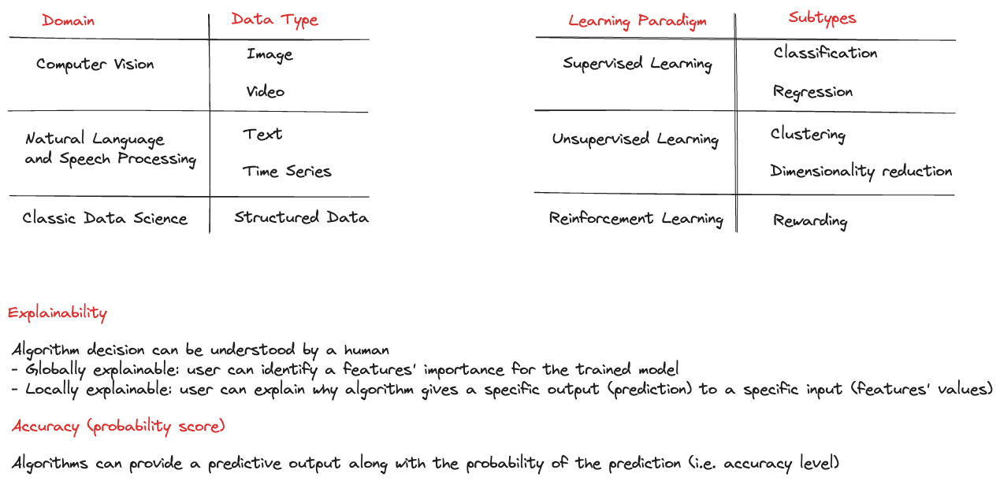 Domain Data Type
Computer Vision
Image
Video
Natural Language
and Speech Processing
Text
Time Series
Classic Data Science
Structured Data
Learning Paradigm Subtypes
Supervised Learning
Classification
Regression
Unsupervised Learning
Clustering
Dimensionality reduction
Reinforcement Learning
Rewarding
Explainability
Algorithm decision can be understood by a human
- Globally explainable: user can identify a features' importance for the trained model
- Locally explainable: user can explain why algorithm gives a specific output (prediction) to a specific input (features' values)
Accuracy (probability score)
Algorithms can provide a predictive output along with the probability of the prediction (i.e. accuracy level)